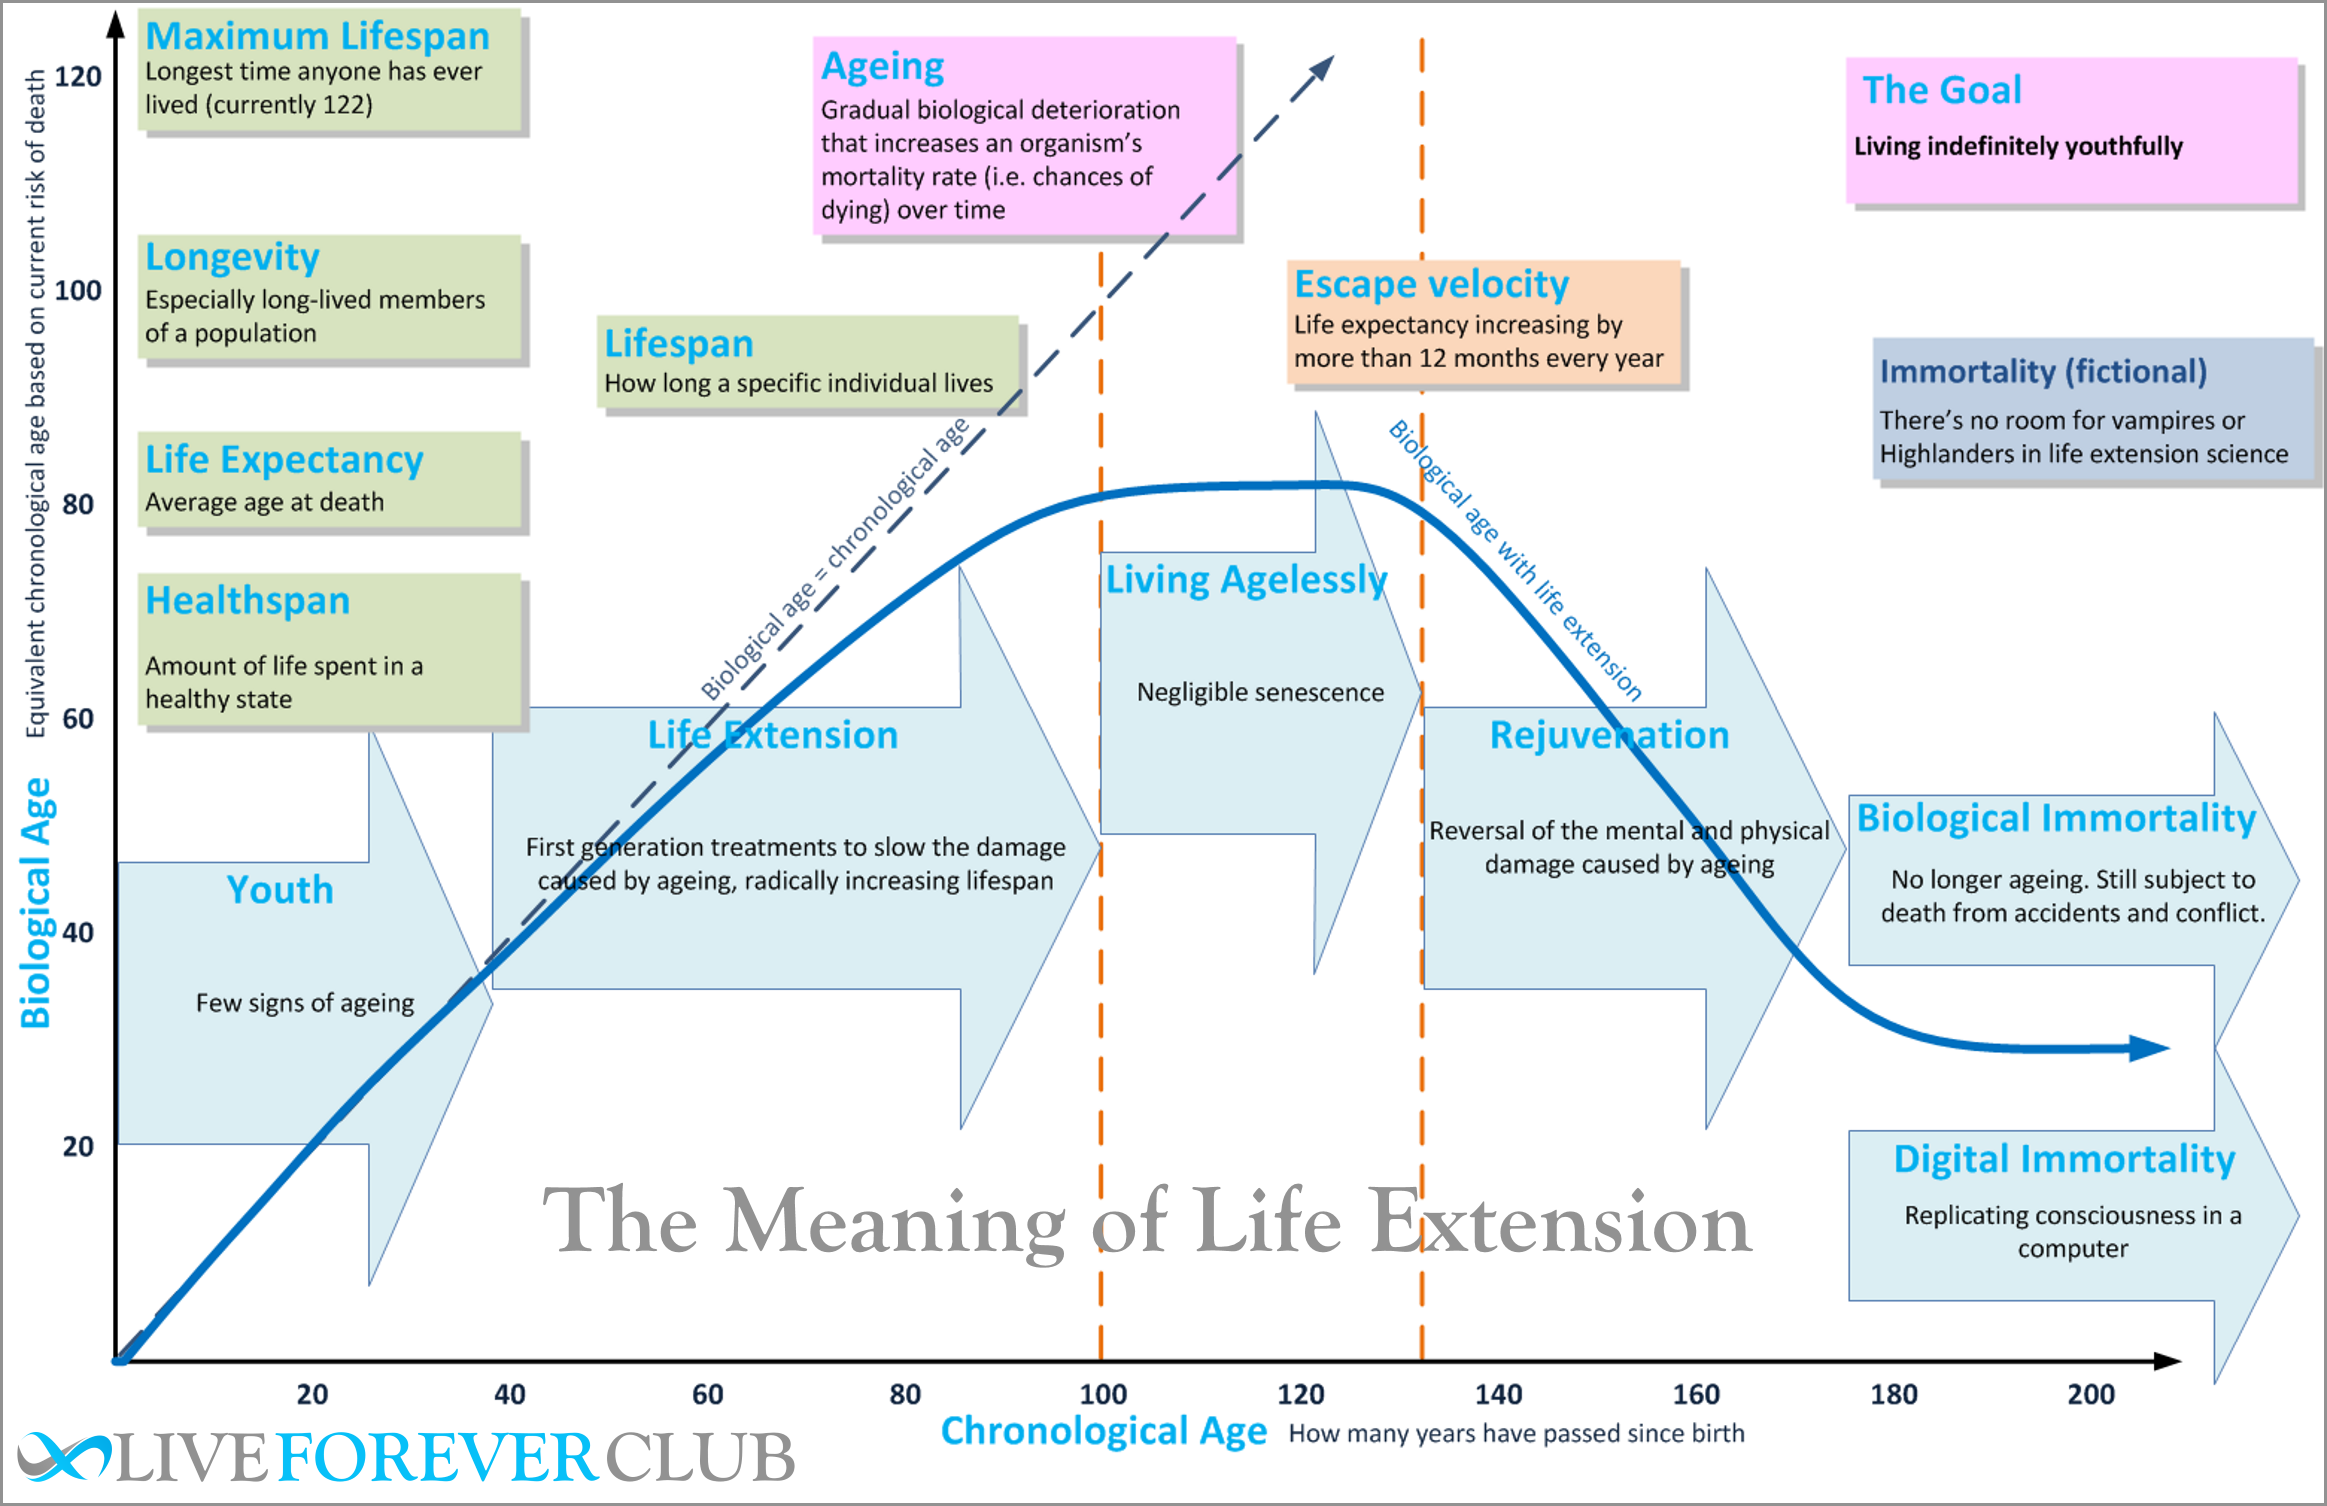 Maximum Lifespan
Longest time anyone has ever
lived (currently 122)
Longevity
Especially long-lived members
of a population
Life Expectancy
Average age at death
Healthspan
Amount of life spent in a
healthy state
Lifespan
How long a specific individual lives
Ageing
Gradual biological deterioration
that increases an organism's
mortality rate (i.e. chances of
dying) over time
Escape velocity
Life expectancy increasing by
more than 12 months every year
The Goal
Living indefinitely youthfully
Immortality (fictional)
There's no room for vampires or
Highlanders in life extension science
Biological age = chronological age
Biological age with life extension
Youth
Few signs of ageing
Life Extension
First generation treatments to slow the damage
caused by ageing, radically increasing lifespan
Living Agelessly
Negligible senescence
Rejuvenation
Reversal of the mental and physical
damage caused by ageing
Biological Immortality
No longer ageing. Still subject to
death from accidents and conflict.
Digital Immortality
Replicating consciousness in a
computer
The Meaning of Life Extension
Biological Age
Equivalent chronological age based on current risk of death
120
100
80
60
40
20
20 40 60 80 100 120 140 160 180 200
Chronological Age How many years have passed since birth
LIVE FOREVER CLUB